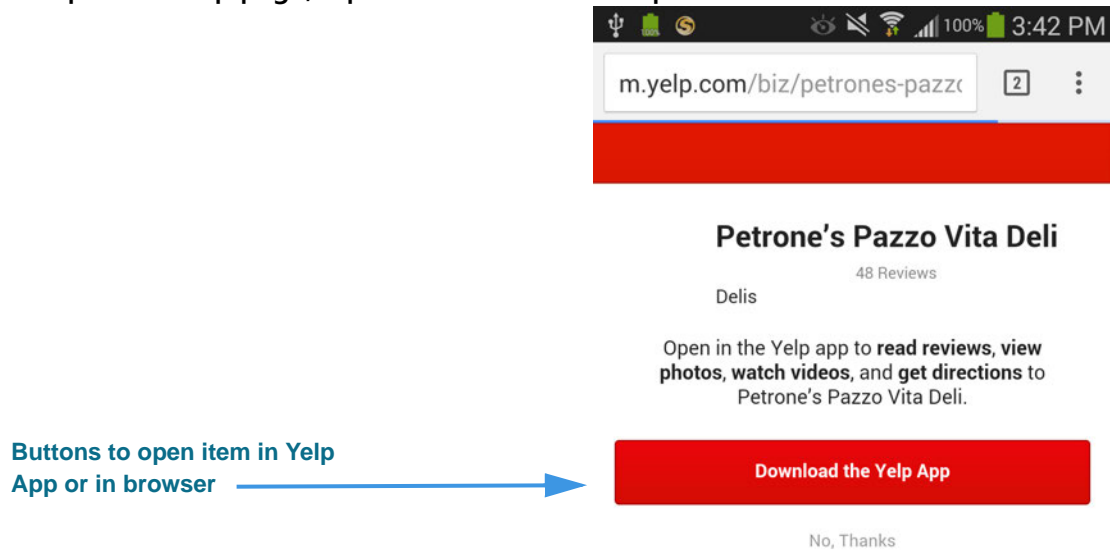 100% 3:42 PM
m.yelp.com/biz/petrones-pazzo
2
Petrone's Pazzo Vita Deli
48 Reviews
Delis
Open in the Yelp app to read reviews, view
photos, watch videos, and get directions to
Petrone's Pazzo Vita Deli.
Buttons to open item in Yelp
App or in browser
Download the Yelp App
No, Thanks